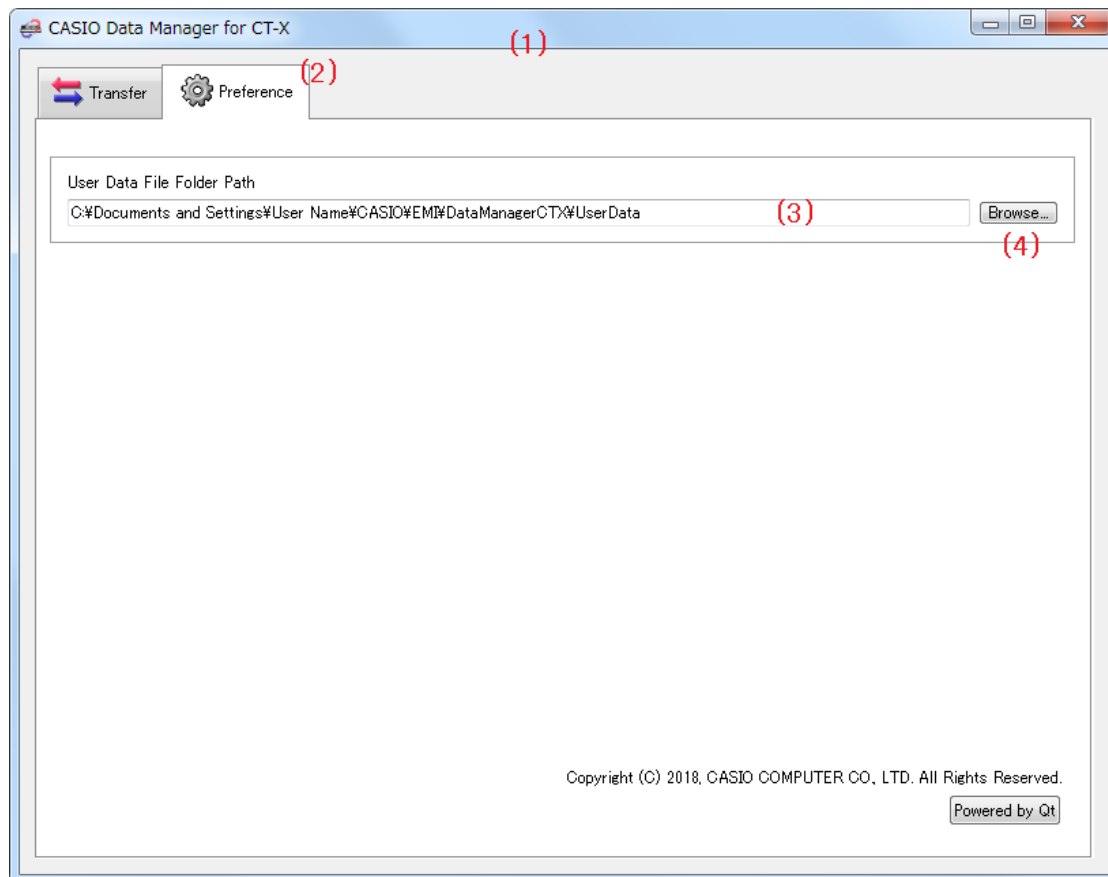 CASIO Data Manager for CT-X
(1)
Transfer
Preference
(2)
User Data File Folder Path
C:¥Documents and Settings¥User Name¥CASIO¥EMI¥DataManagerCTX¥UserData
(3)
Browse...
(4)
Copyright (C) 2018, CASIO COMPUTER CO., LTD. All Rights Reserved.
Powered by Qt